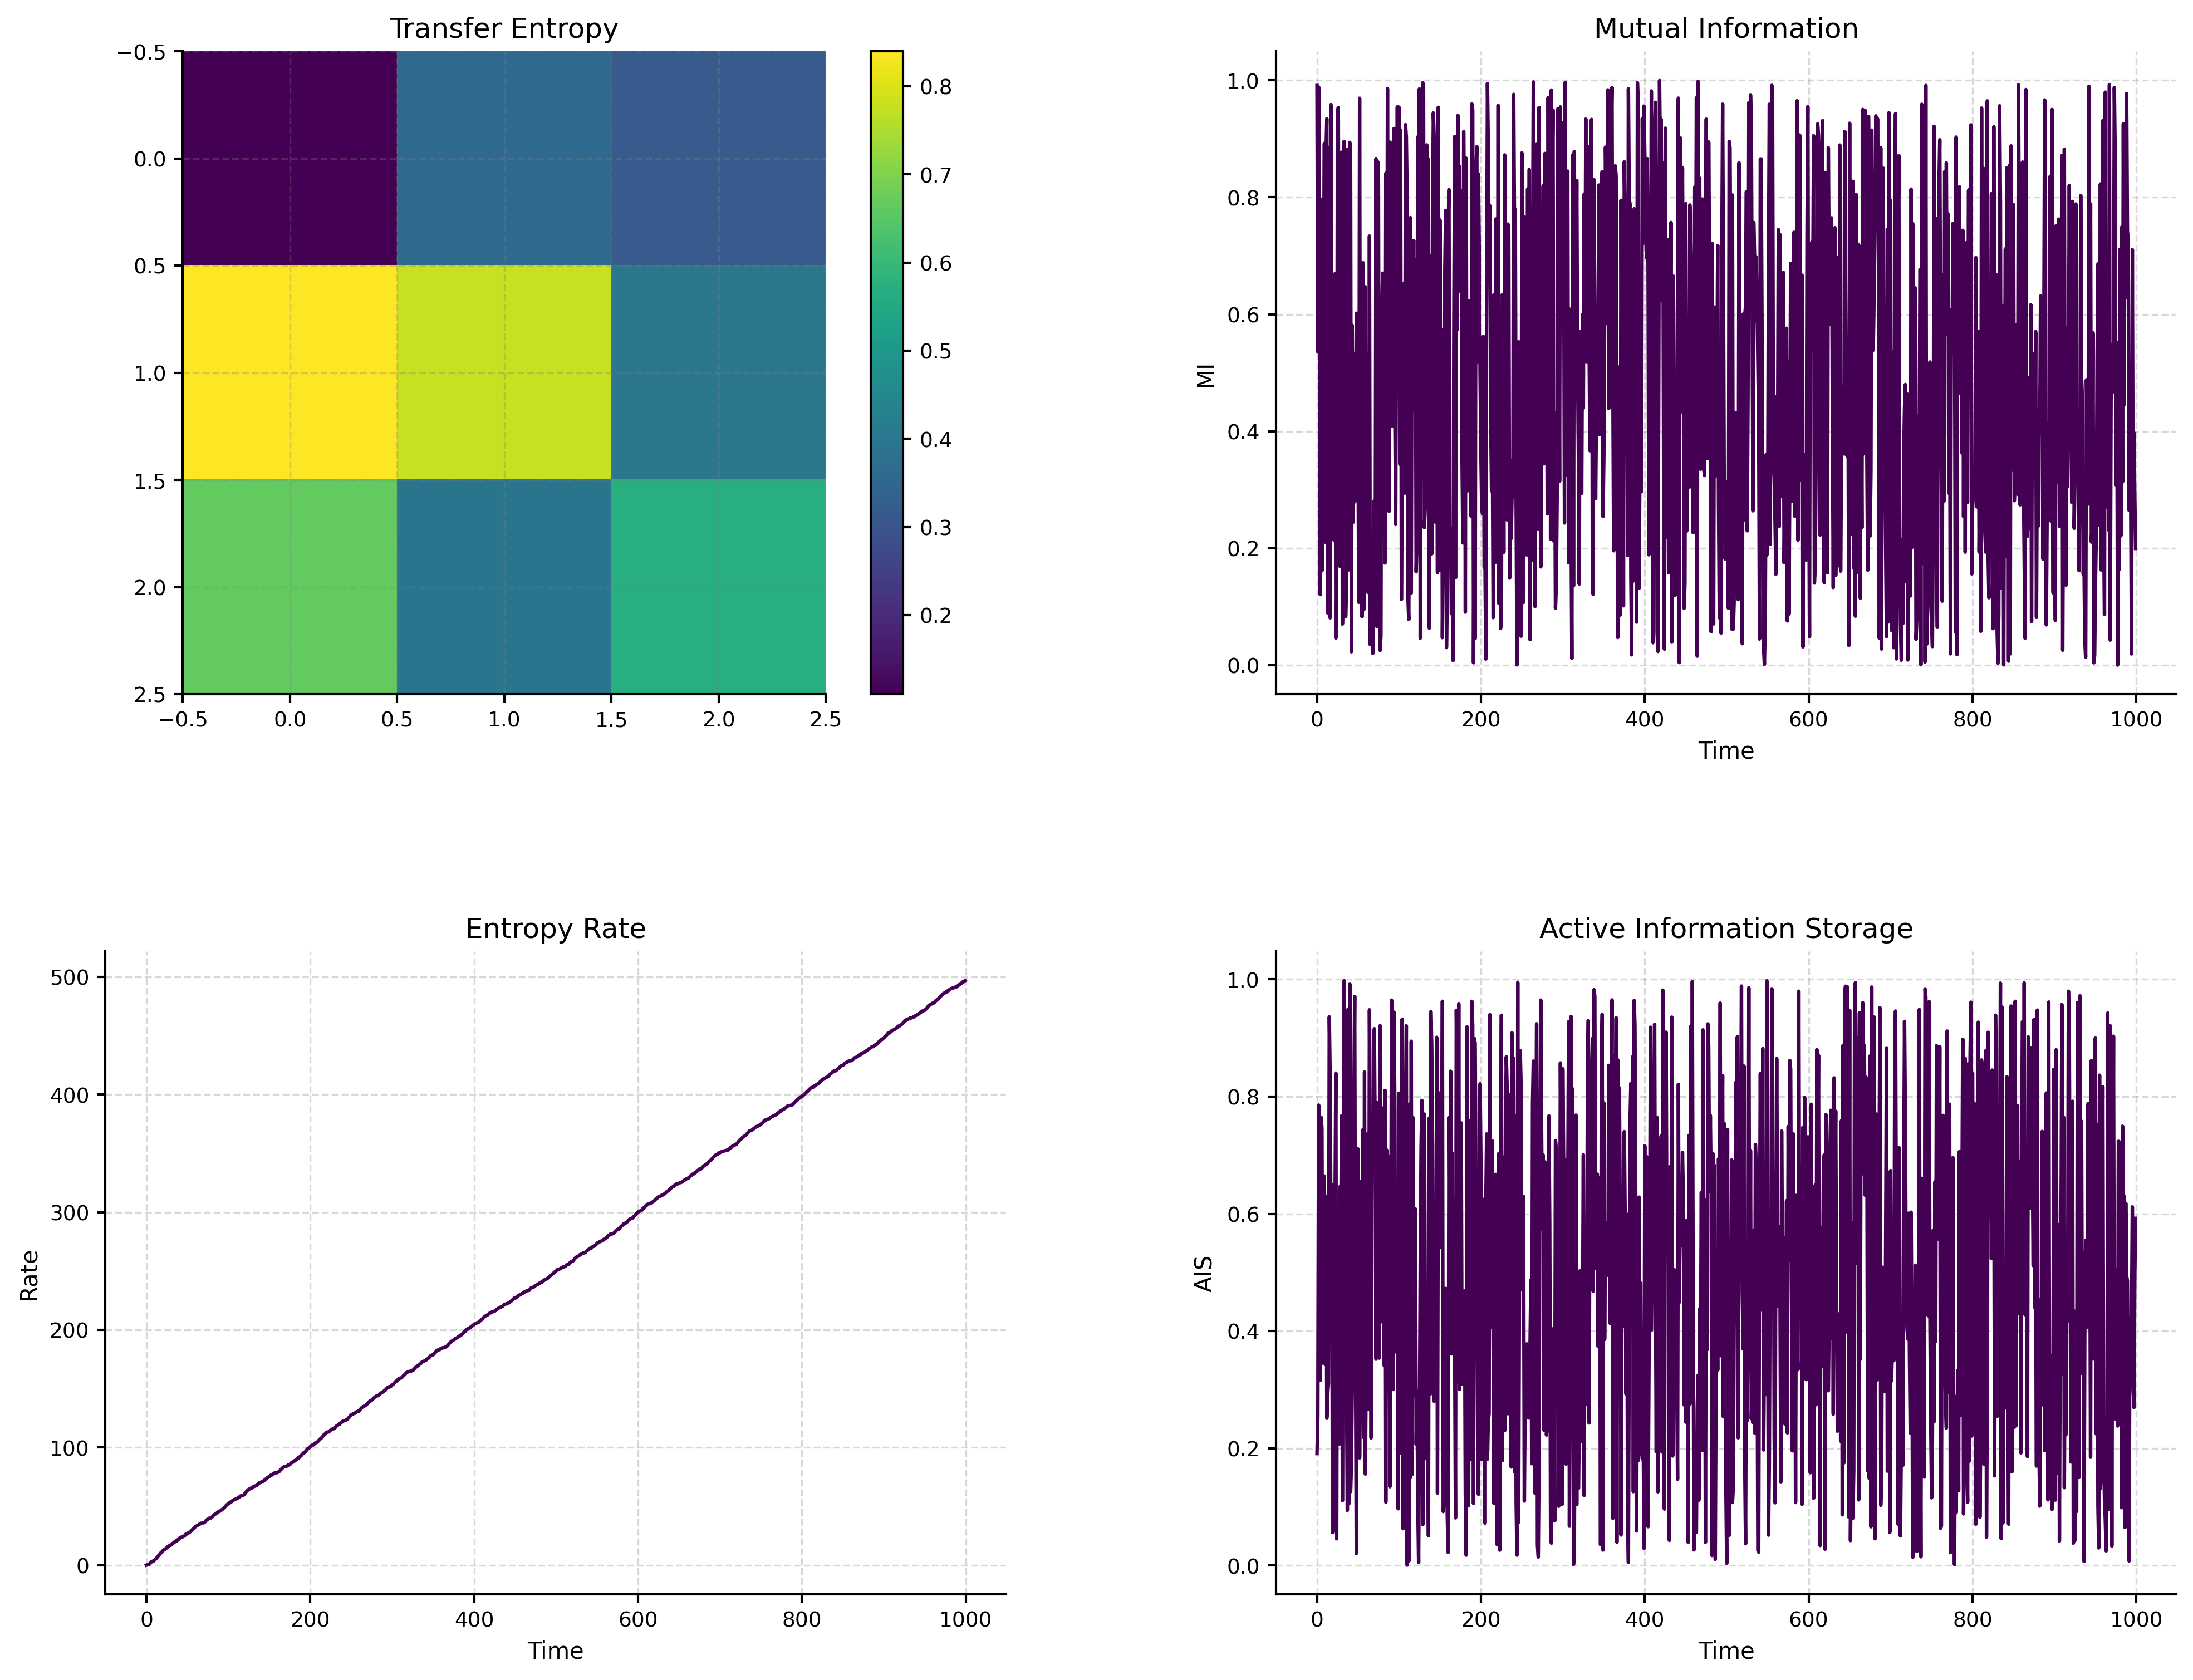 Transfer Entropy
−0.5
0.0
0.5
1.0
1.5
2.0
2.5
−0.5 0.0 0.5 1.0 1.5 2.0 2.5
0.8
0.7
0.6
0.5
0.4
0.3
0.2
Mutual Information
MI
1.0
0.8
0.6
0.4
0.2
0.0
0 200 400 600 800 1000
Time
Entropy Rate
Rate
500
400
300
200
100
0
0 200 400 600 800 1000
Time
Active Information Storage
AIS
1.0
0.8
0.6
0.4
0.2
0.0
0 200 400 600 800 1000
Time